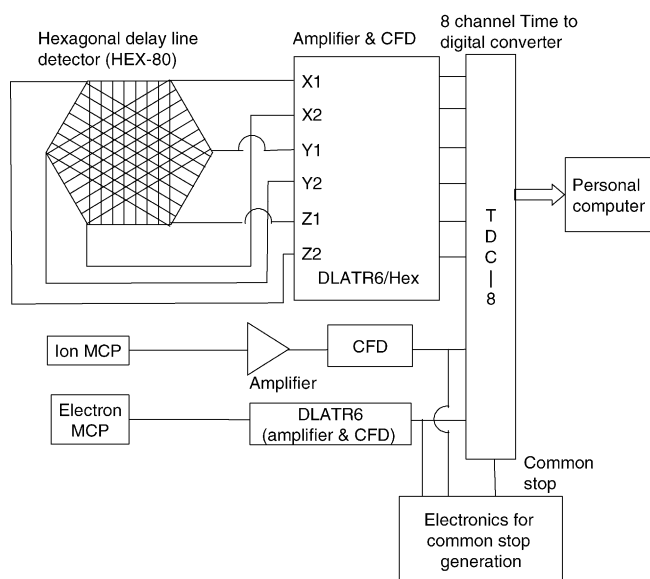 Hexagonal delay line
detector (HEX-80)
Amplifier & CFD
8 channel Time to
digital converter
X1
X2
Y1
Y2
Z1
Z2
DLATR6/Hex
T
D
C
|
8
Personal
computer
Ion MCP
Amplifier
CFD
Electron
MCP
DLATR6
(amplifier & CFD)
Common
stop
Electronics for
common stop
generation